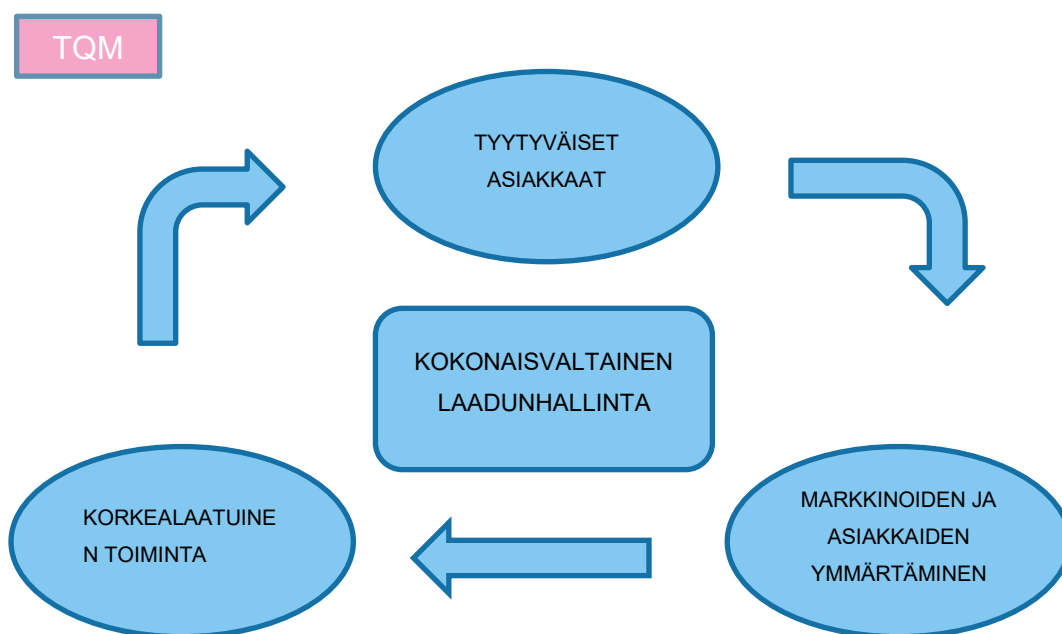 TQM
TYYTYVÄISET
ASIAKKAAT
KOKONAISVALTAINEN
LAADUNHALLINTA
KORKEALAATUINE
N TOIMINTA
MARKKINOIDEN JA
ASIAKKAIDEN
YMMÄRTÄMINEN